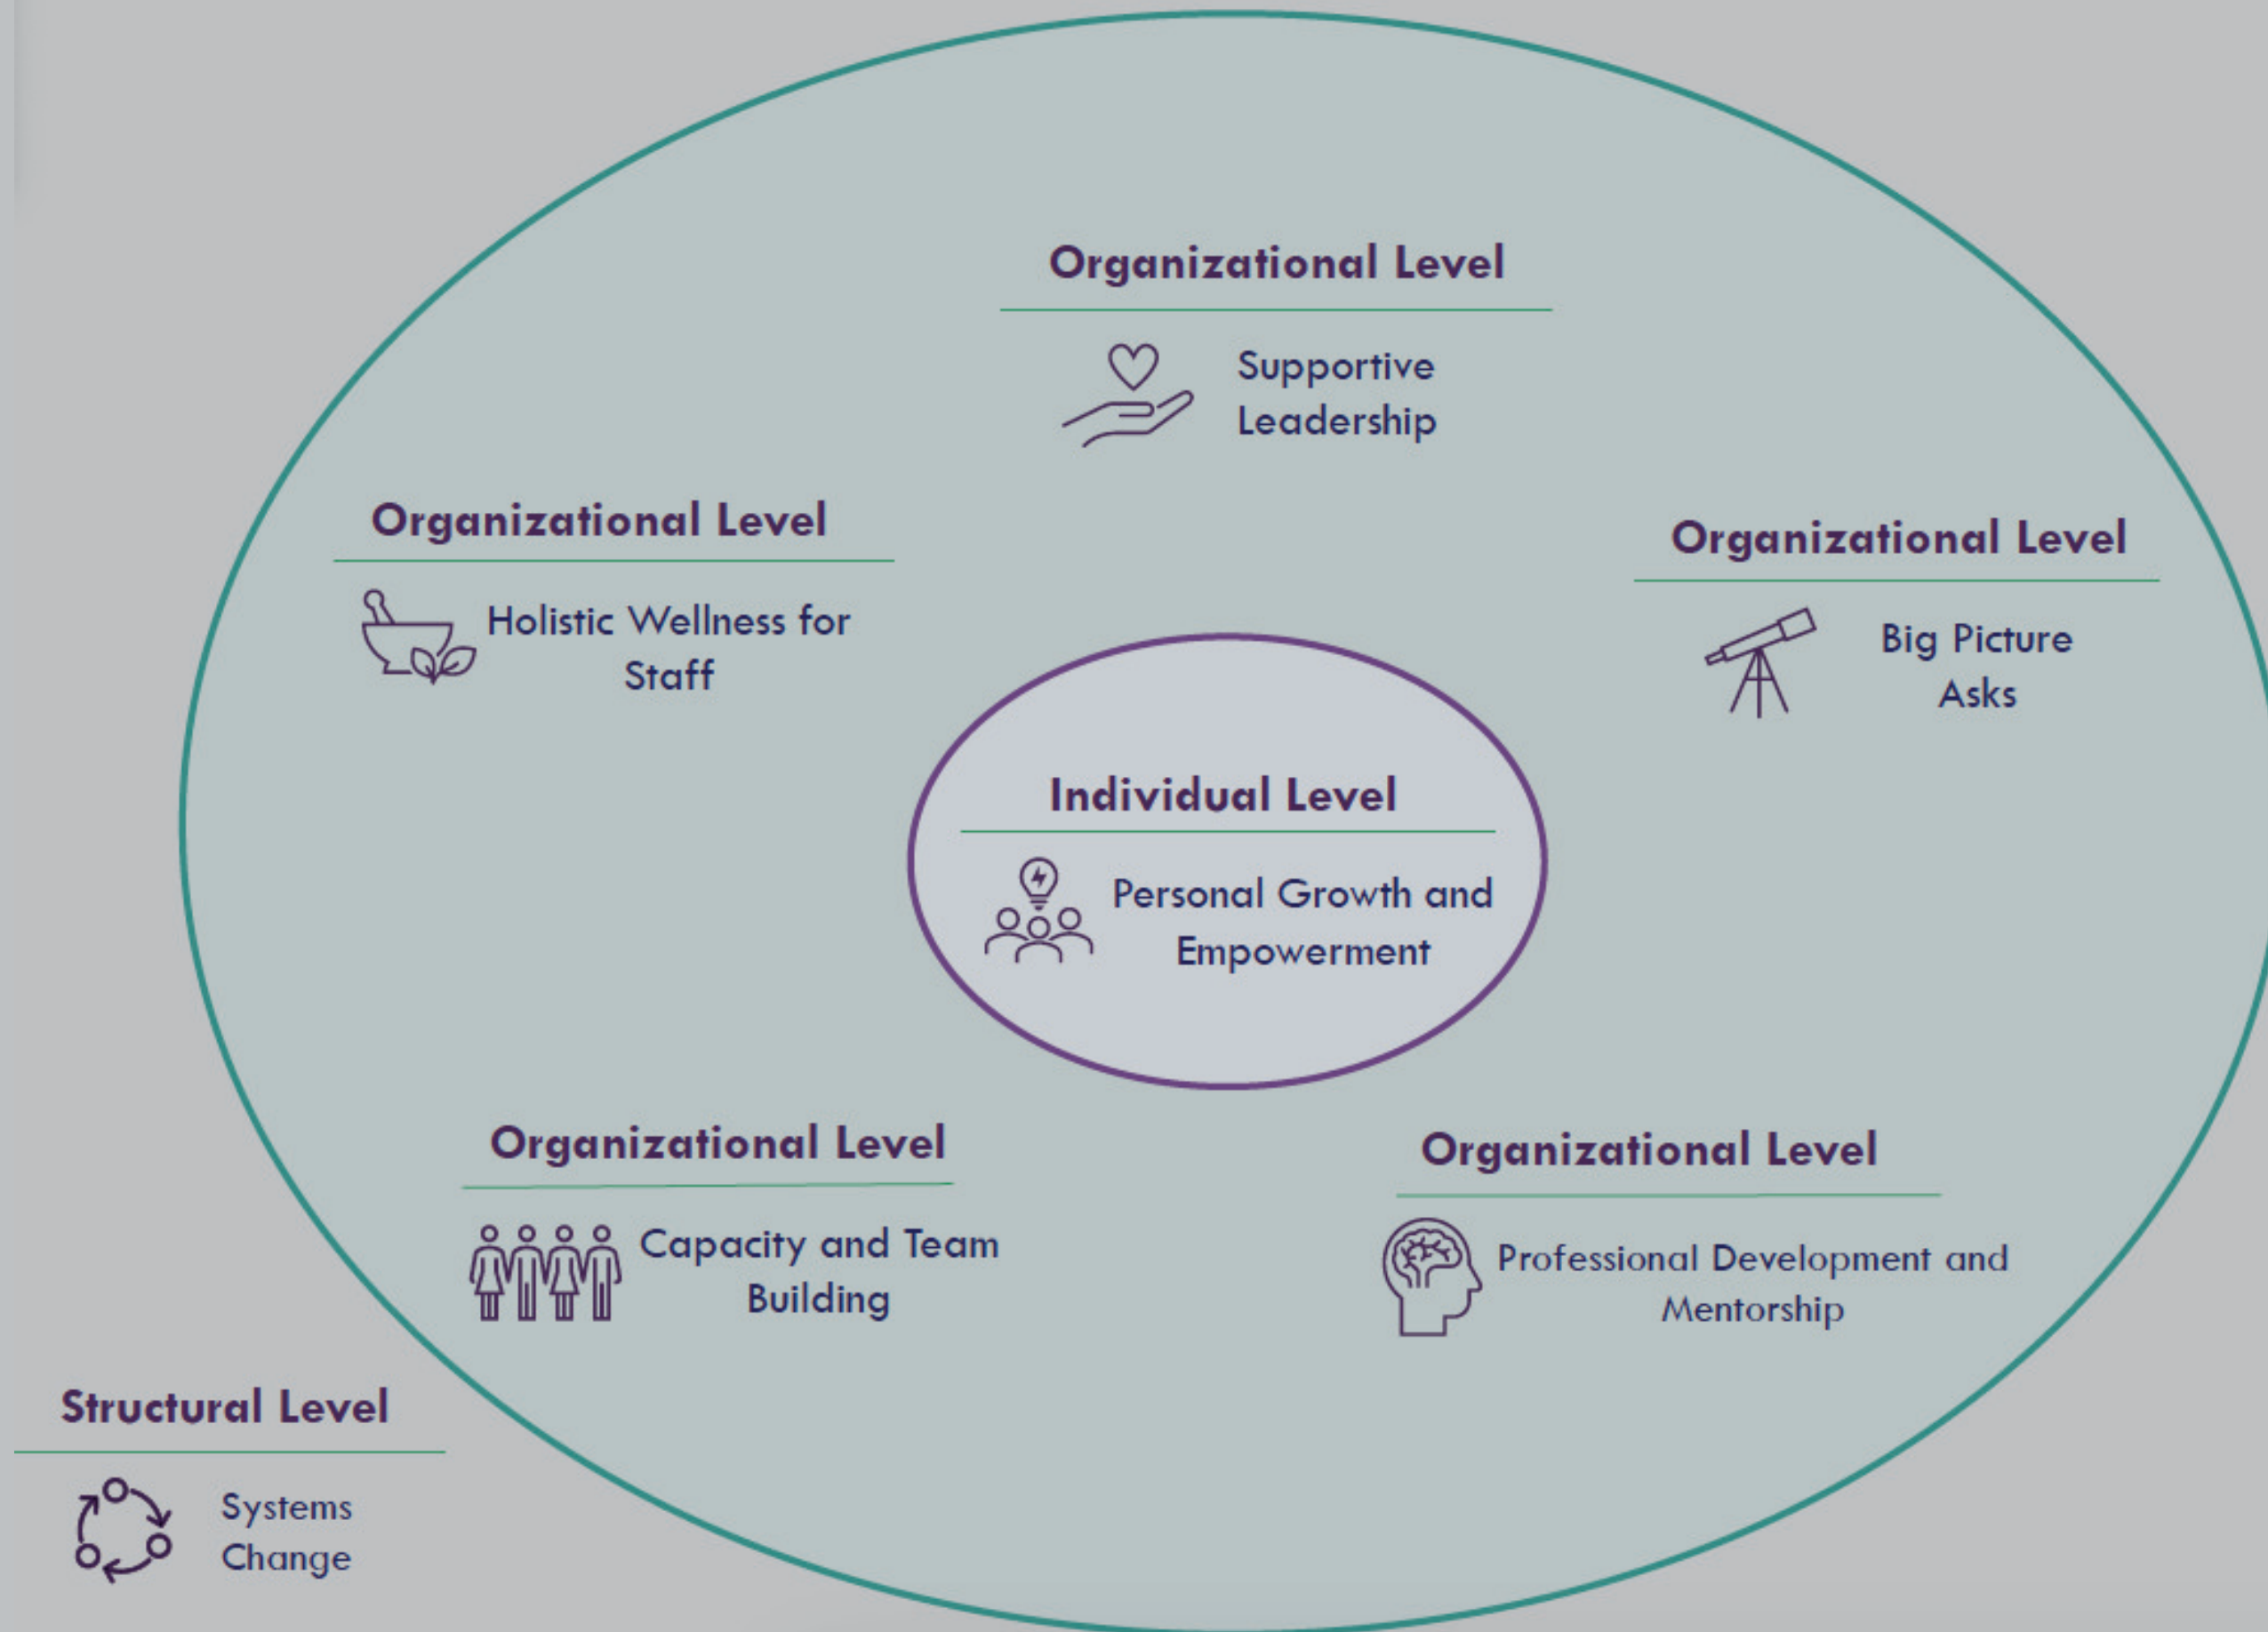 Organizational Level
Supportive
Leadership
Organizational Level
Holistic Wellness for
Staff
Organizational Level
Big Picture
Asks
Individual Level
Personal Growth and
Empowerment
Organizational Level
Capacity and Team
Building
Organizational Level
Professional Development and
Mentorship
Structural Level
Systems
Change